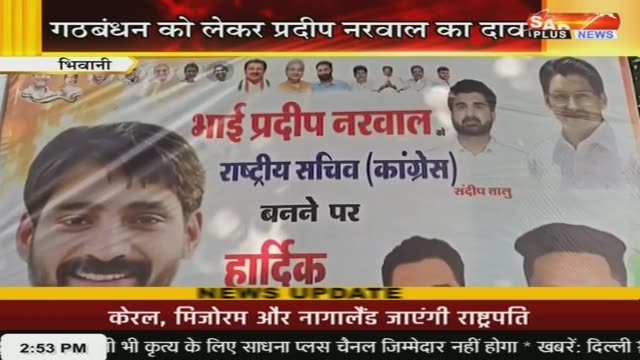 गठबंधन को लेकर प्रदीप नरवाल का दावा
SAD
PLUS NEWS
भिवानी
भाई प्रदीप नरवाल को
राष्ट्रीय सचिव (कांग्रेस)
संदीप तालु
बनने पर
हार्दिक
NEWS UPDATE
केरल, मिजोरम और नागालैंड जाएंगी राष्ट्रपति
2:53 PM
भी कृत्य के लिए साधना प्लस चैनल जिम्मेदार नहीं होगा * खबरें: दिल्ली